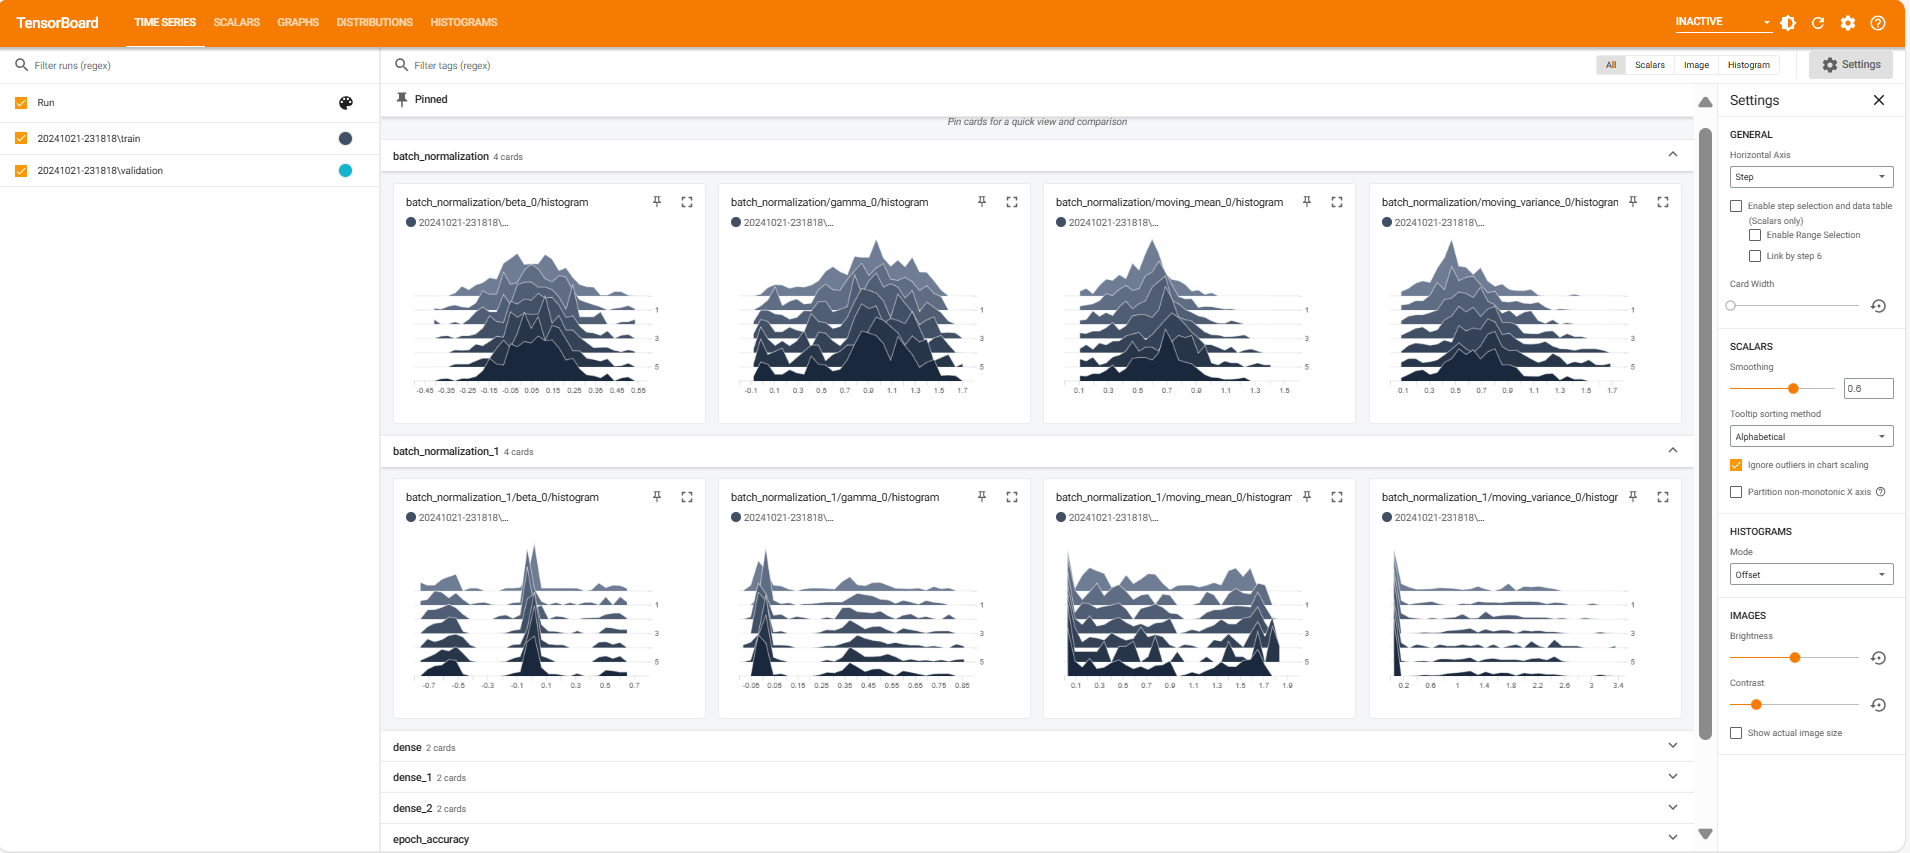 TensorBoard
TIME SERIES
SCALARS
GRAPHS
DISTRIBUTIONS
HISTOGRAMS
INACTIVE
Filter runs (regex)
Run
20241021-231818\train
20241021-231818\validation
Filter tags (regex)
All
Scalars
Image
Histogram
Settings
Pinned
Pin cards for a quick view and comparison
batch_normalization 4 cards
batch_normalization/beta_0/histogram
20241021-231818\...
1
3
5
-0.45 -0.35 -0.25 -0.15 -0.05 0.05 0.15 0.25 0.35 0.45 0.55
batch_normalization/gamma_0/histogram
20241021-231818\...
1
3
5
-0.1 0.1 0.3 0.5 0.7 0.9 1.1 1.3 1.5 1.7
batch_normalization/moving_mean_0/histogram
20241021-231818\...
1
3
5
0.1 0.3 0.5 0.7 0.9 1.1 1.3 1.5
batch_normalization/moving_variance_0/histogran
20241021-231818\...
1
3
5
0.1 0.3 0.5 0.7 0.9 1.1 1.3 1.5 1.7
batch_normalization_1 4 cards
batch_normalization_1/beta_0/histogram
20241021-231818\...
1
3
5
-0.7 -0.5 -0.3 -0.1 0.1 0.3 0.5 0.7
batch_normalization_1/gamma_0/histogram
20241021-231818\...
1
3
5
-0.05 0.05 0.15 0.25 0.35 0.45 0.55 0.65 0.75 0.85
batch_normalization_1/moving_mean_0/histogram
20241021-231818\...
1
3
5
0.1 0.3 0.5 0.7 0.9 1.1 1.3 1.5 1.7 1.9
batch_normalization_1/moving_variance_0/histogr
20241021-231818\...
1
3
5
0.2 0.6 1 1.4 1.8 2.2 2.6 3 3.4
dense 2 cards
dense_1 2 cards
dense_2 2 cards
epoch_accuracy
Settings
GENERAL
Horizontal Axis
Step
Enable step selection and data table
(Scalars only)
Enable Range Selection
Link by step 6
Card Width
SCALARS
Smoothing
0.6
Tooltip sorting method
Alphabetical
Ignore outliers in chart scaling
Partition non-monotonic X axis
HISTOGRAMS
Mode
Offset
IMAGES
Brightness
Contrast
Show actual image size